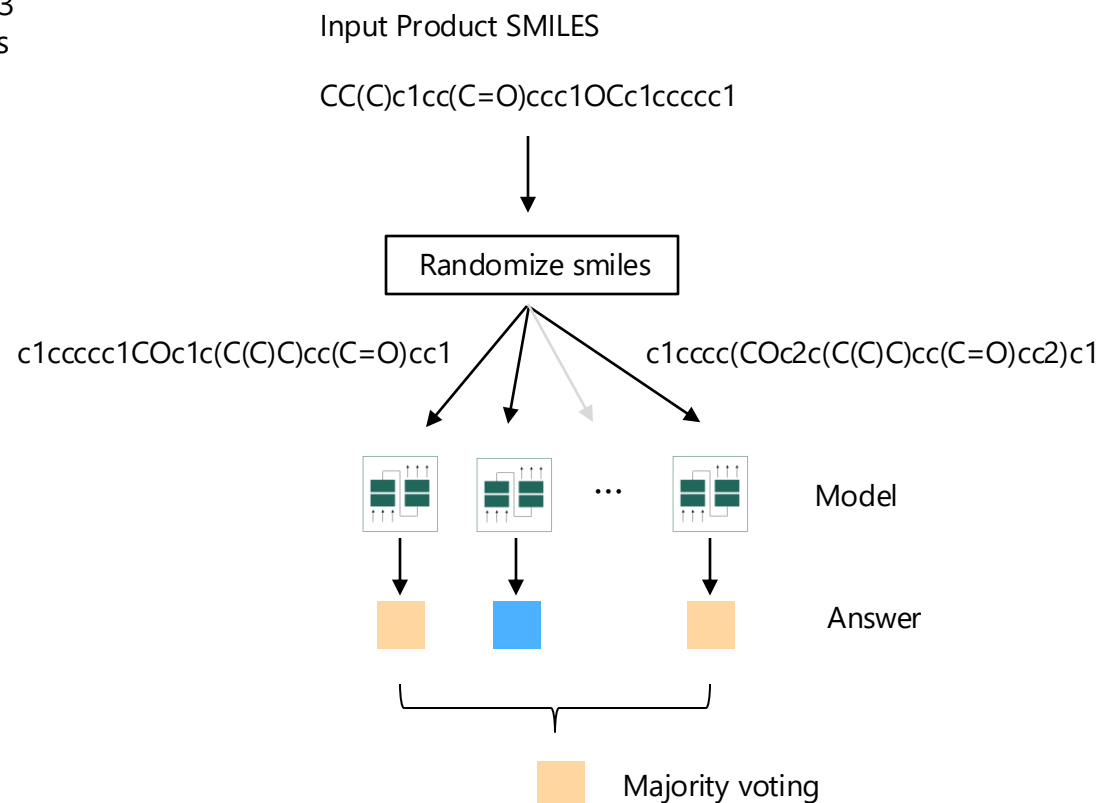 3
s
Input Product SMILES
CC(C)c1cc(C=O)ccc1OCc1ccccc1
Randomize smiles
c1ccccc1COc1c(C(C)C)cc(C=O)cc1
c1cccc(COc2c(C(C)C)cc(C=O)cc2)c1
...
Model
Answer
Majority voting